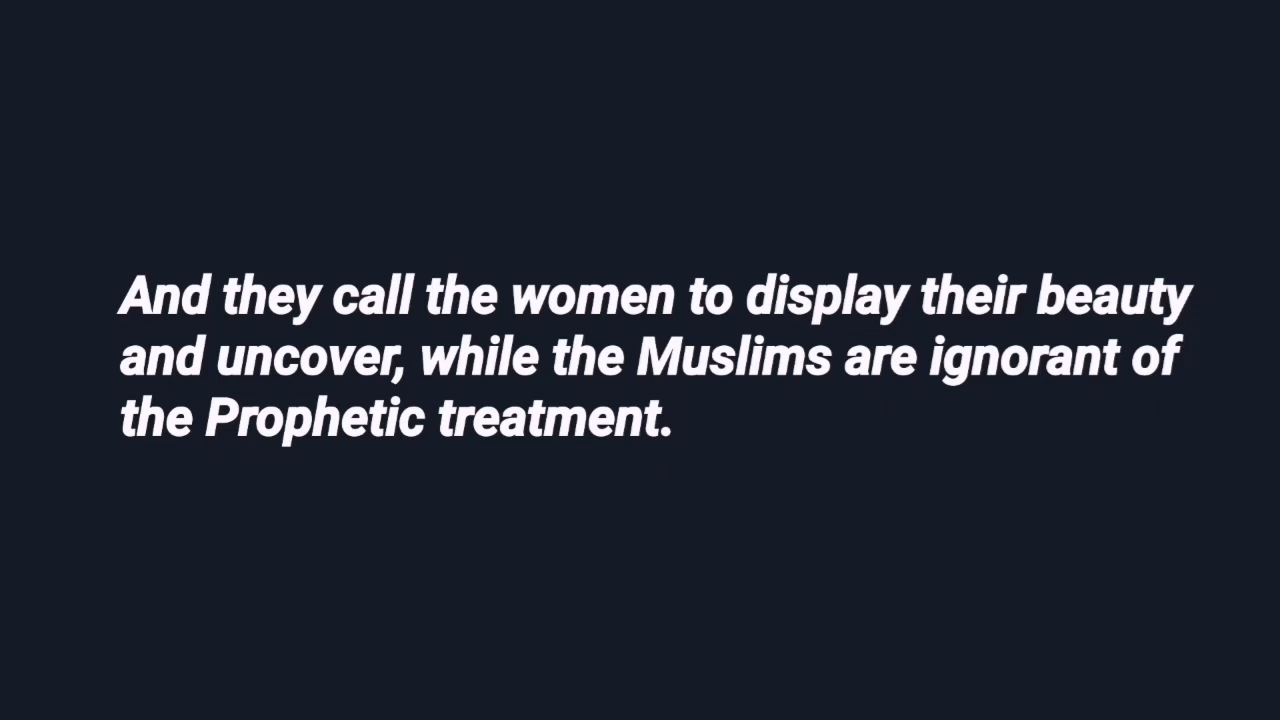 And they call the women to display their beauty
and uncover, while the Muslims are ignorant of
the Prophetic treatment.